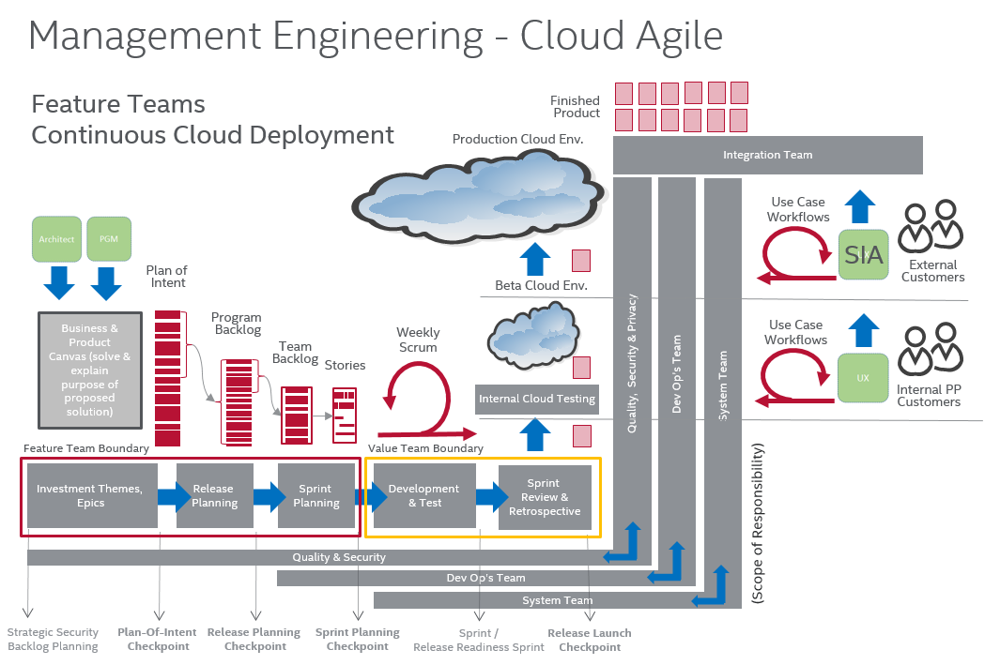 Management Engineering - Cloud Agile
Feature Teams
Continuous Cloud Deployment
Finished
Product
Production Cloud Env.
Integration Team
Architect
PGM
Plan of
Intent
Business &
Product
Canvas (solve &
explain
purpose of
proposed
solution)
Program
Backlog
Team
Backlog
Stories
Weekly
Scrum
Beta Cloud Env.
Internal Cloud Testing
Quality, Security & Privacy
Dev Op's Team
System Team
Use Case
Workflows
SIA
External
Customers
Use Case
Workflows
UX
Internal PP
Customers
(Scope of Responsibility)
Feature Team Boundary
Value Team Boundary
Investment Themes,
Epics
Release
Planning
Sprint
Planning
Development
& Test
Sprint
Review &
Retrospective
Quality & Security
Dev Op's Team
System Team
Strategic Security
Backlog Planning
Plan-Of-Intent
Checkpoint
Release Planning
Checkpoint
Sprint Planning
Checkpoint
Sprint /
Release Readiness Sprint
Release Launch
Checkpoint